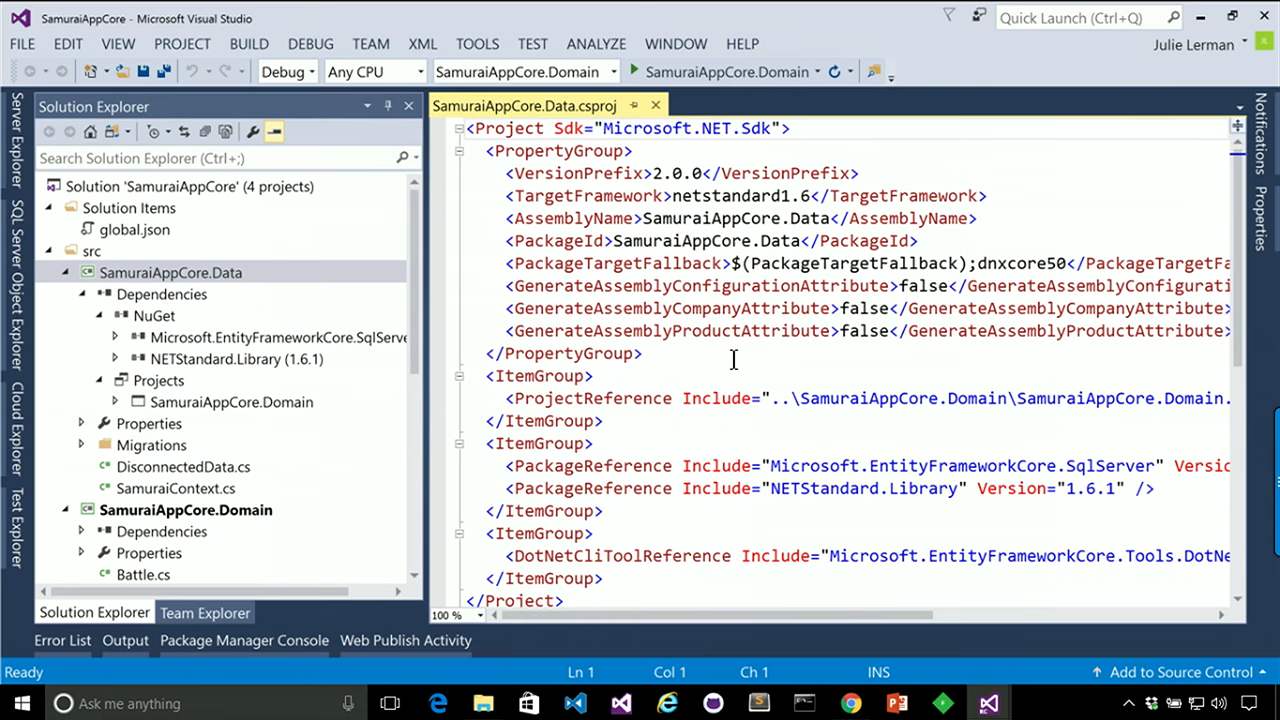 SamuraiAppCore - Microsoft Visual Studio
Quick Launch (Ctrl+Q)
FILE EDIT VIEW PROJECT BUILD DEBUG TEAM XML TOOLS TEST ANALYZE WINDOW HELP
Julie Lerman
Debug Any CPU SamuraiAppCore.Domain SamuraiAppCore.Domain
Server Explorer
SQL Server Object Explorer
Cloud Explorer
Test Explorer
Solution Explorer
Search Solution Explorer (Ctrl+;)
Solution 'SamuraiAppCore' (4 projects)
Solution Items
global.json
src
SamuraiAppCore.Data
Dependencies
NuGet
Microsoft.EntityFrameworkCore.SqlServe
NETStandard.Library (1.6.1)
Projects
SamuraiAppCore.Domain
Properties
Migrations
DisconnectedData.cs
SamuraiContext.cs
SamuraiAppCore.Domain
Dependencies
Properties
Battle.cs
Solution Explorer Team Explorer
SamuraiAppCore.Data.csproj
<Project Sdk="Microsoft.NET.Sdk">
<PropertyGroup>
<VersionPrefix>2.0.0</VersionPrefix>
<TargetFramework>netstandard1.6</TargetFramework>
<AssemblyName>SamuraiAppCore.Data</AssemblyName>
<PackageId>SamuraiAppCore.Data</PackageId>
<PackageTargetFallback>$(PackageTargetFallback);dnxcore50</PackageTargetFa
<GenerateAssemblyConfigurationAttribute>false</GenerateAssemblyConfigurati
<GenerateAssemblyCompanyAttribute>false</GenerateAssemblyCompanyAttribute>
<GenerateAssemblyProductAttribute>false</GenerateAssemblyProductAttribute>
</PropertyGroup>
<ItemGroup>
<ProjectReference Include="..\SamuraiAppCore.Domain\SamuraiAppCore.Domain.
</ItemGroup>
<ItemGroup>
<PackageReference Include="Microsoft.EntityFrameworkCore.SqlServer" Versio
<PackageReference Include="NETStandard.Library" Version="1.6.1" />
</ItemGroup>
<ItemGroup>
<DotNetCliToolReference Include="Microsoft.EntityFrameworkCore.Tools.DotNe
</ItemGroup>
</Project>
100 %
Notifications
Properties
Error List Output Package Manager Console Web Publish Activity
Ready Ln 1 Col 1 Ch 1 INS Add to Source Control
Ask me anything